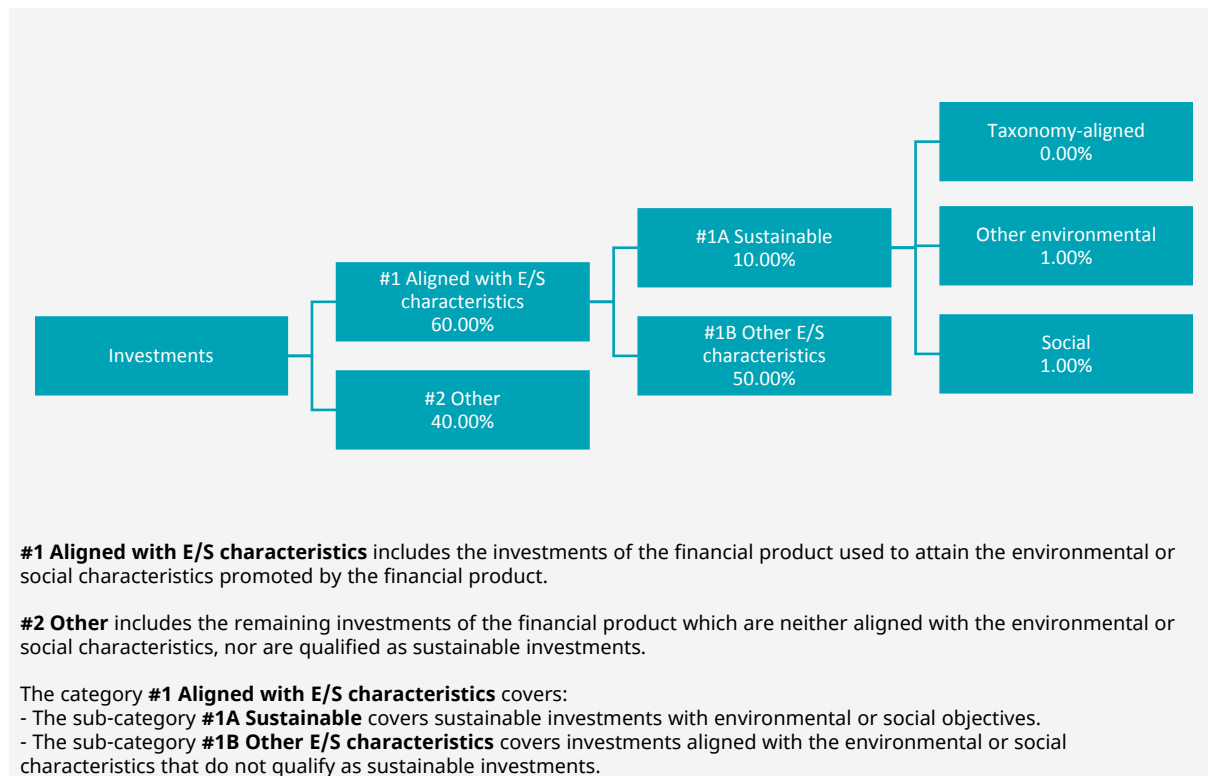 Investments
#1 Aligned with E/S
characteristics
60.00%
#2 Other
40.00%
#1A Sustainable
10.00%
#1B Other E/S
characteristics
50.00%
Taxonomy-aligned
0.00%
Other environmental
1.00%
Social
1.00%
#1 Aligned with E/S characteristics includes the investments of the financial product used to attain the environmental or
social characteristics promoted by the financial product.
#2 Other includes the remaining investments of the financial product which are neither aligned with the environmental or
social characteristics, nor are qualified as sustainable investments.
The category #1 Aligned with E/S characteristics covers:
- The sub-category #1A Sustainable covers sustainable investments with environmental or social objectives.
- The sub-category #1B Other E/S characteristics covers investments aligned with the environmental or social
characteristics that do not qualify as sustainable investments.